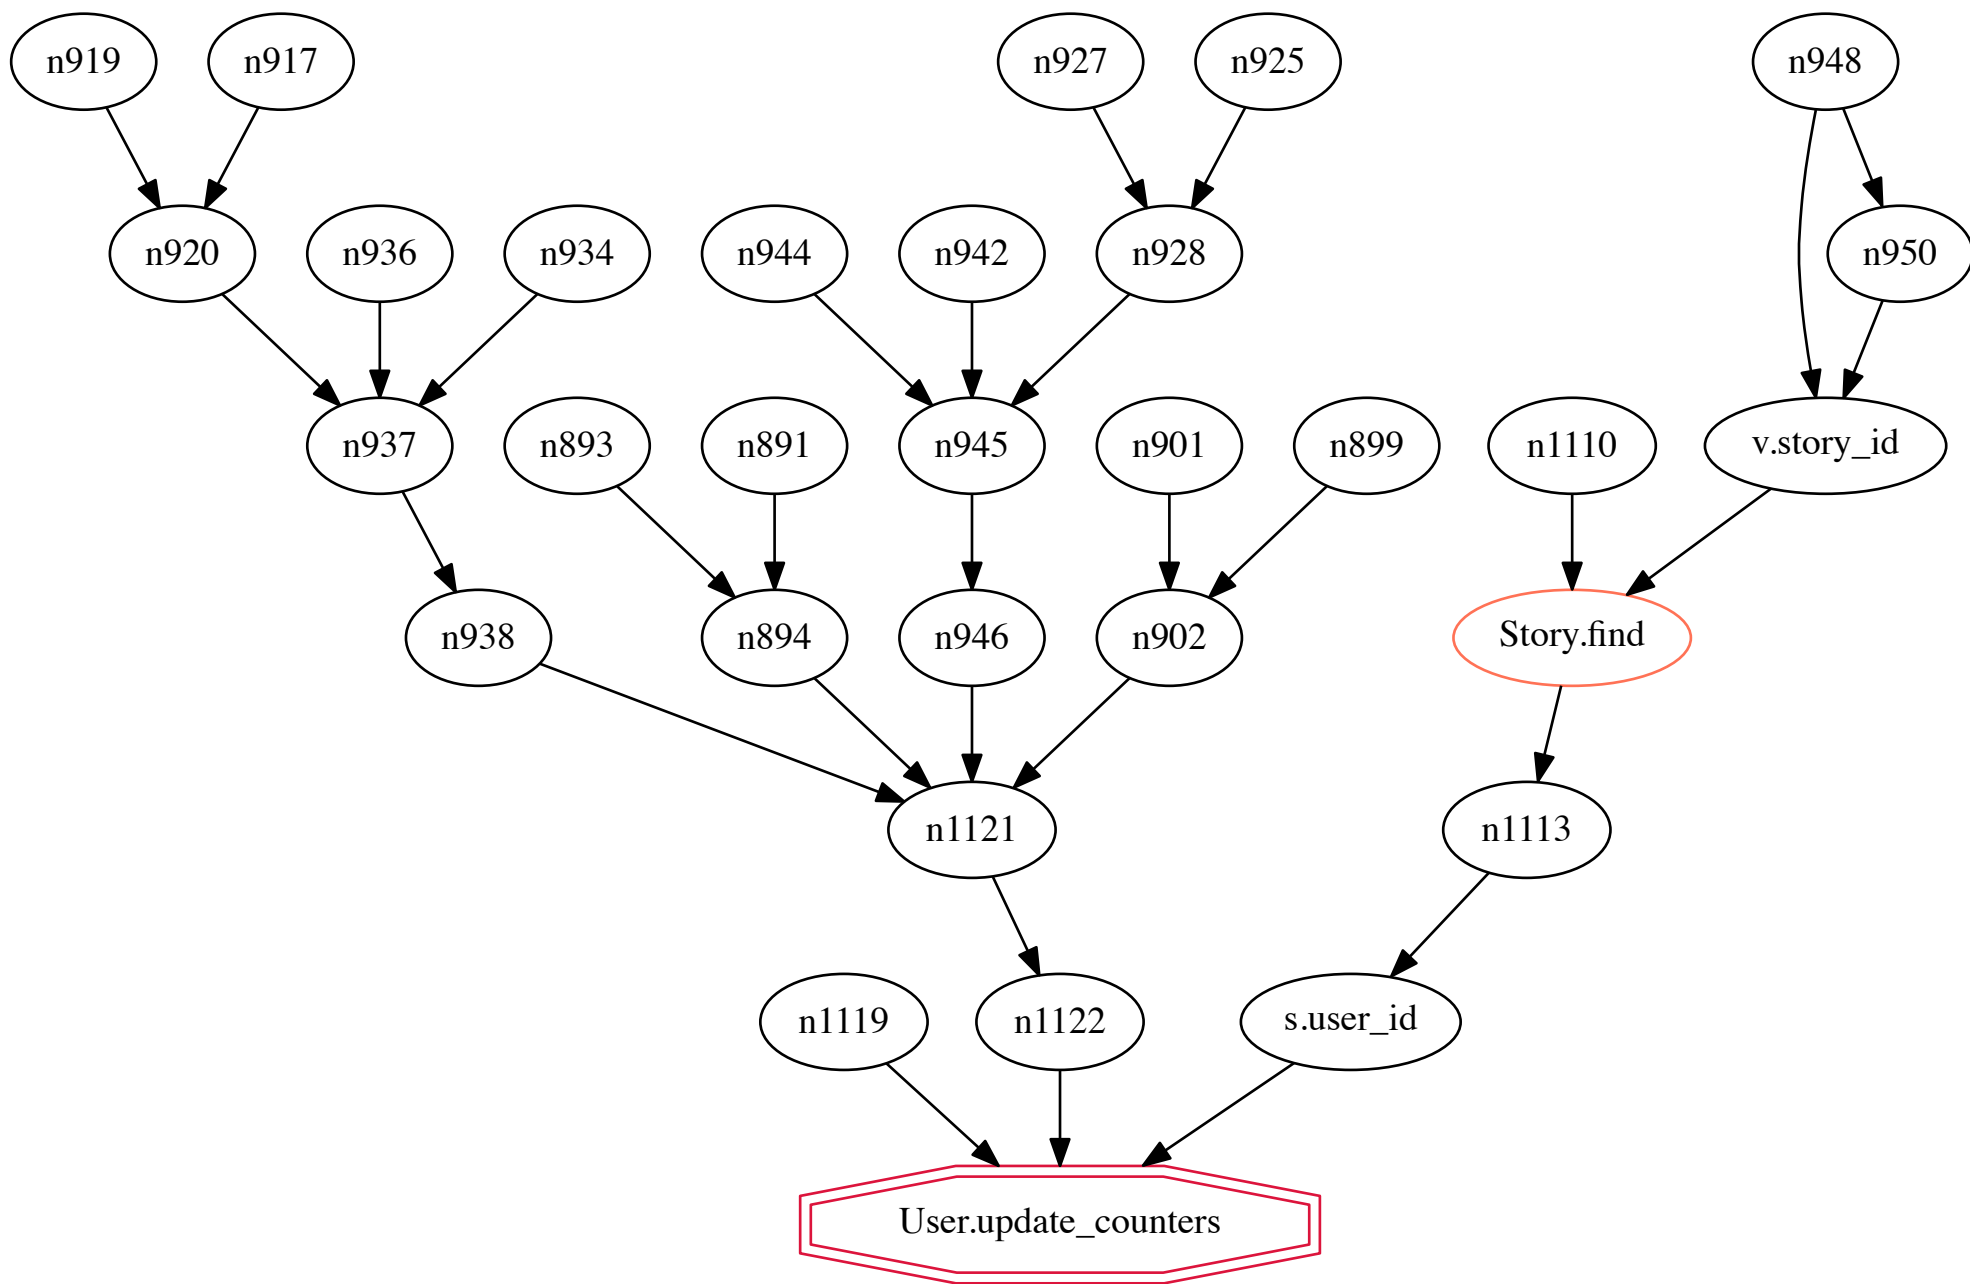 n919
n917
n927
n925
n948
n920
n936
n934
n944
n942
n928
n950
n937
n893
n891
n945
n901
n899
n1110
v.story_id
n938
n894
n946
n902
Story.find
n1121
n1113
n1119
n1122
s.user_id
User.update_counters